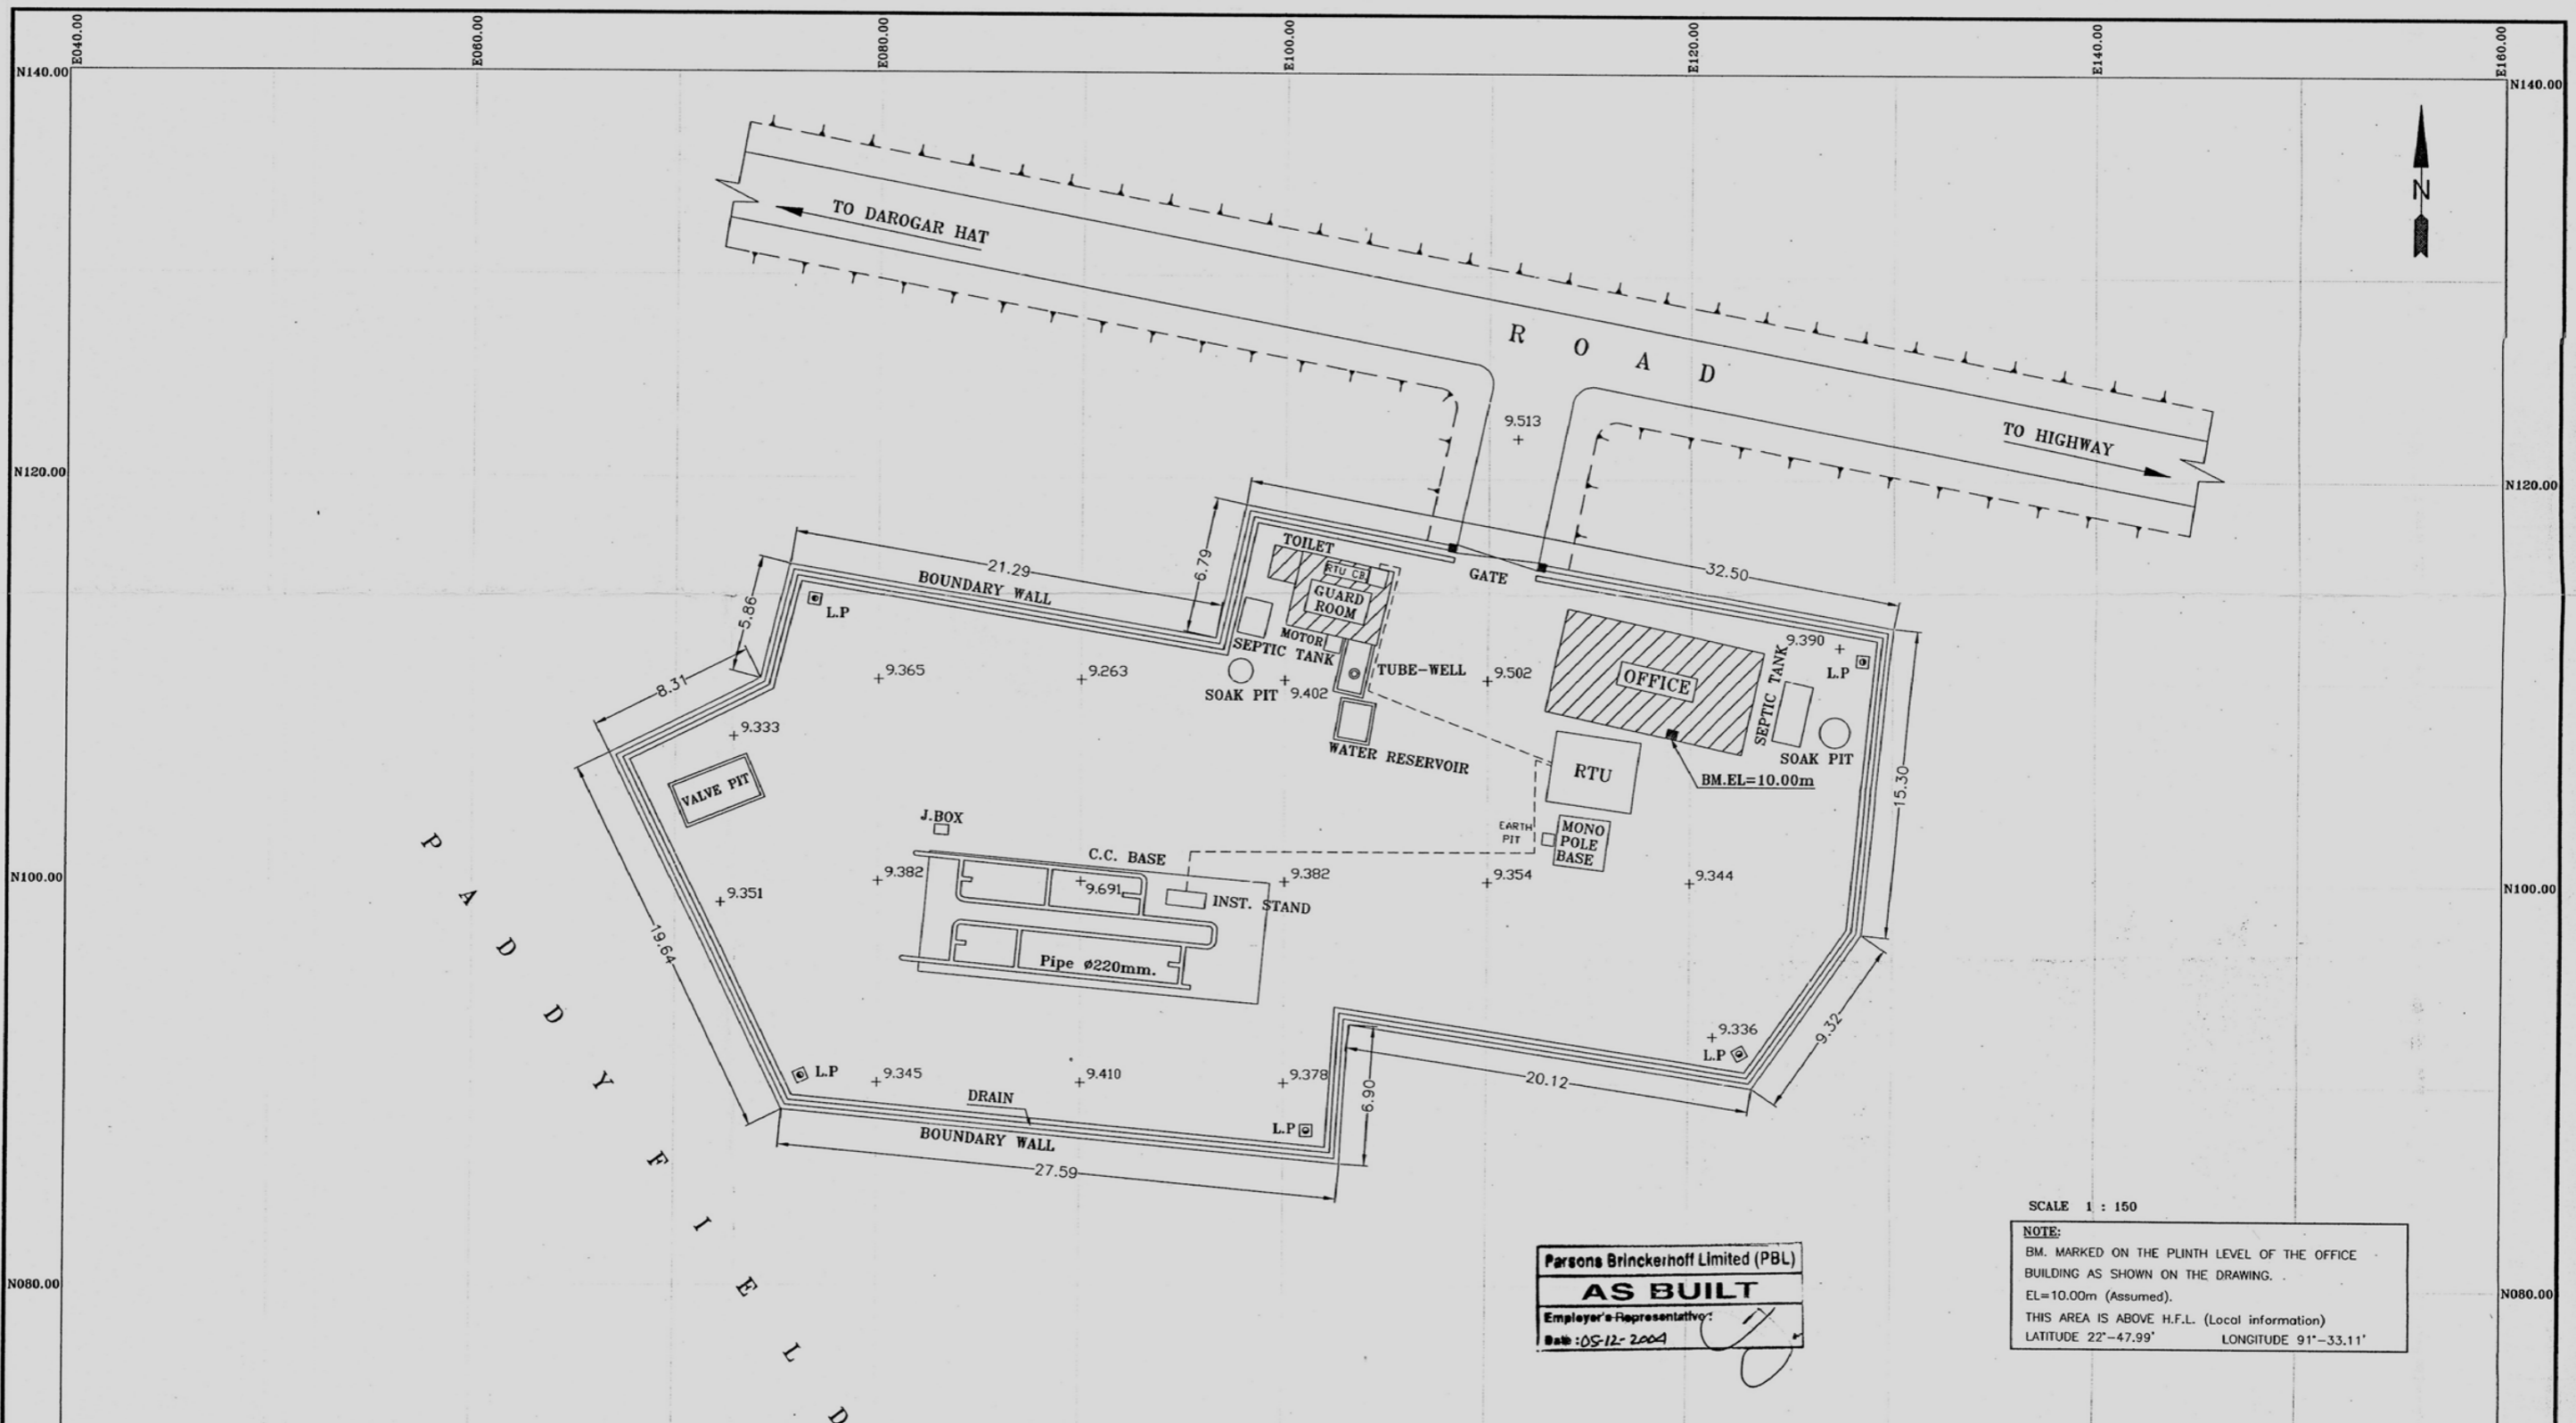 E040.00
E060.00
E080.00
E100.00
E120.00
E140.00
E160.00
N140.00
N140.00
TO DAROGAR HAT
N
ROAD
9.513
TO HIGHWAY
N120.00
N120.00
32.50
TOILET
RTU CB
GATE
GUARD
ROOM
6.79
21.29
BOUNDARY WALL
5.86
L.P
MOTOR
SEPTIC TANK
9.390
L.P
8.31
9.365
9.263
SOAK PIT
9.402
TUBE-WELL
9.502
OFFICE
SEPTIC TANK
9.333
WATER RESERVOIR
SOAK PIT
VALVE PIT
RTU
BM.EL=10.00m
15.30
J.BOX
EARTH
PIT
MONO
POLE
BASE
C.C. BASE
N100.00
N100.00
9.351
9.382
9.691
9.382
9.354
9.344
INST. STAND
19.64
Pipe ø220mm.
9.336
L.P
9.32
L.P
9.345
9.410
9.378
20.12
6.90
DRAIN
L.P
BOUNDARY WALL
27.59
PADDY FIELD
N080.00
N080.00
SCALE 1 : 150
NOTE:
BM. MARKED ON THE PLINTH LEVEL OF THE OFFICE
BUILDING AS SHOWN ON THE DRAWING.
EL=10.00m (Assumed).
THIS AREA IS ABOVE H.F.L. (Local information)
LATITUDE 22°-47.99' LONGITUDE 91°-33.11'
Parsons Brinckerhoff Limited (PBL)
AS BUILT
Employer's Representative:
Date :05-12-2004